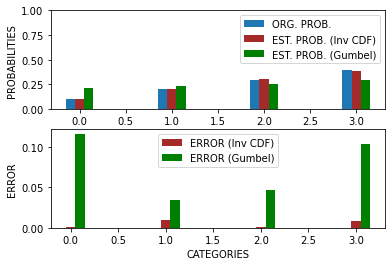 1.00
0.75
0.50
0.25
0.00
PROBABILITIES
ORG. PROB.
EST. PROB. (Inv CDF)
EST. PROB. (Gumbel)
0.0 0.5 1.0 1.5 2.0 2.5 3.0
0.10
0.05
0.00
ERROR
ERROR (Inv CDF)
ERROR (Gumbel)
0.0 0.5 1.0 1.5 2.0 2.5 3.0
CATEGORIES